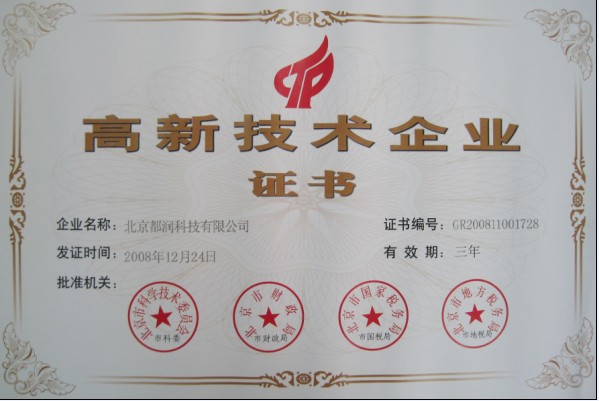 高新技术企业
证书
企业名称：北京都润科技有限公司
证书编号：GR200811001728
发证时间：2008年12月24日
有效期：三年
批准机关：
北京市科学技术委员会
市科委
北京市财政局
市财政局
北京市国家税务局
市国税局
北京市地方税务局
市地税局